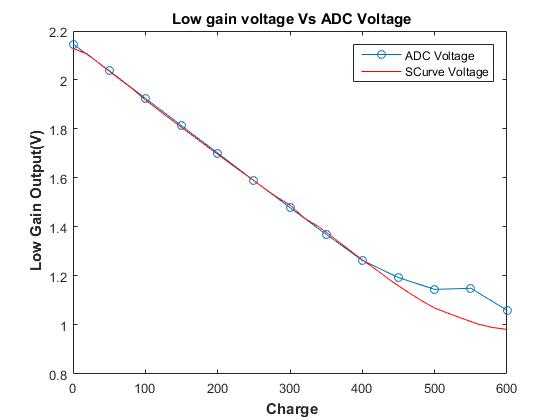 Low gain voltage Vs ADC Voltage
2.2
2
1.8
1.6
1.4
1.2
1
0.8
Low Gain Output(V)
ADC Voltage
SCurve Voltage
0 100 200 300 400 500 600
Charge